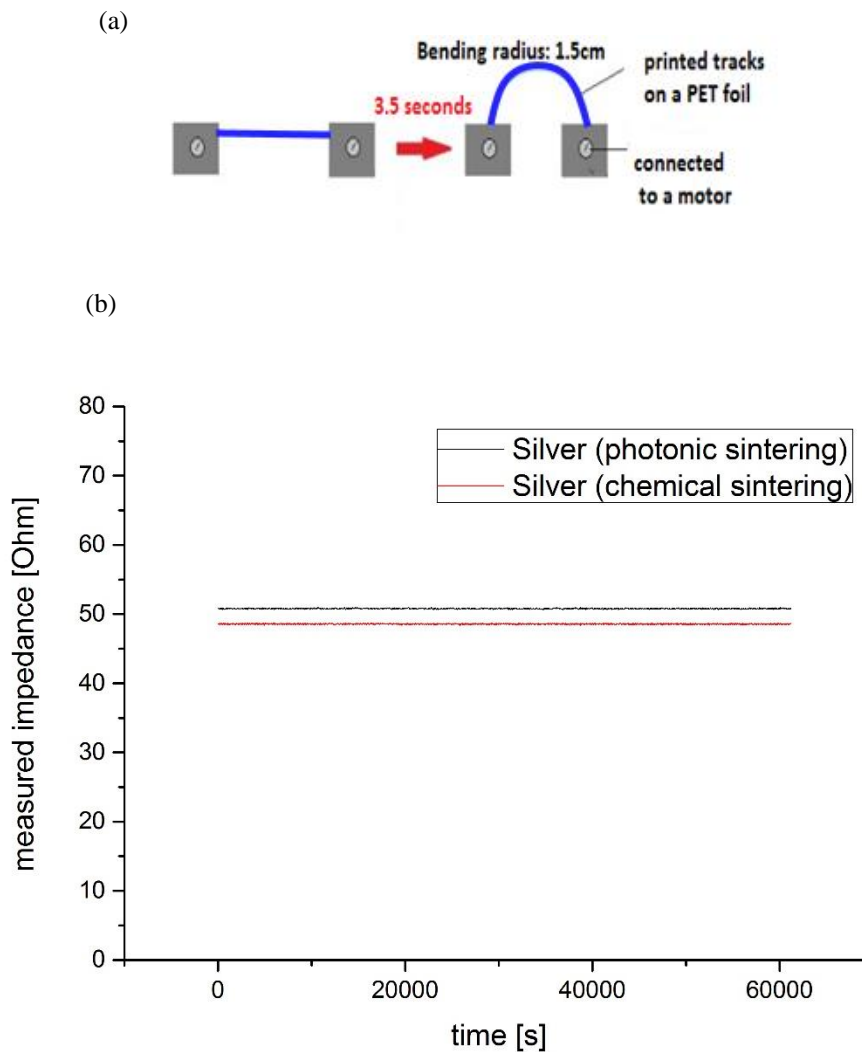 (a)
Bending radius: 1.5cm
printed tracks
on a PET foil
3.5 seconds
connected
to a motor
(b)
80
70
60
50
40
30
20
10
0
measured impedance [Ohm]
Silver (photonic sintering)
Silver (chemical sintering)
0 20000 40000 60000
time [s]